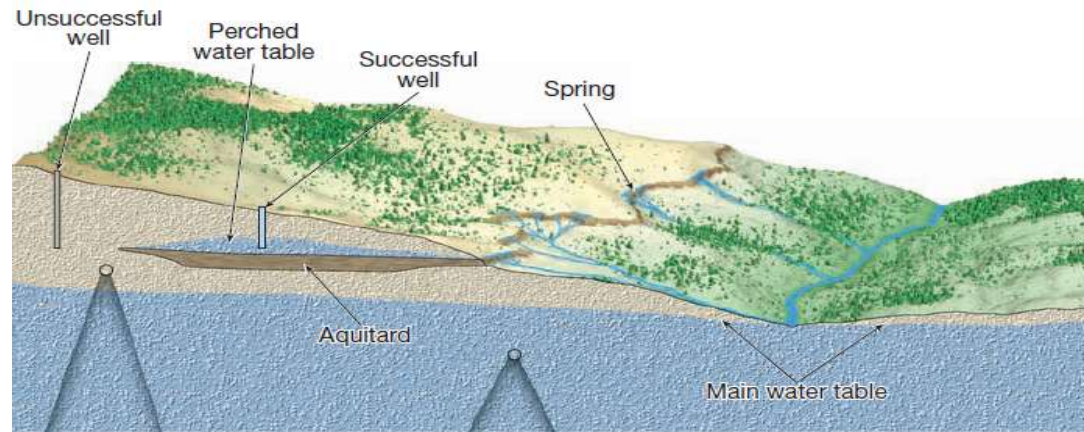 Unsuccessful
well
Perched
water table
Successful
well
Spring
Aquitard
Main water table